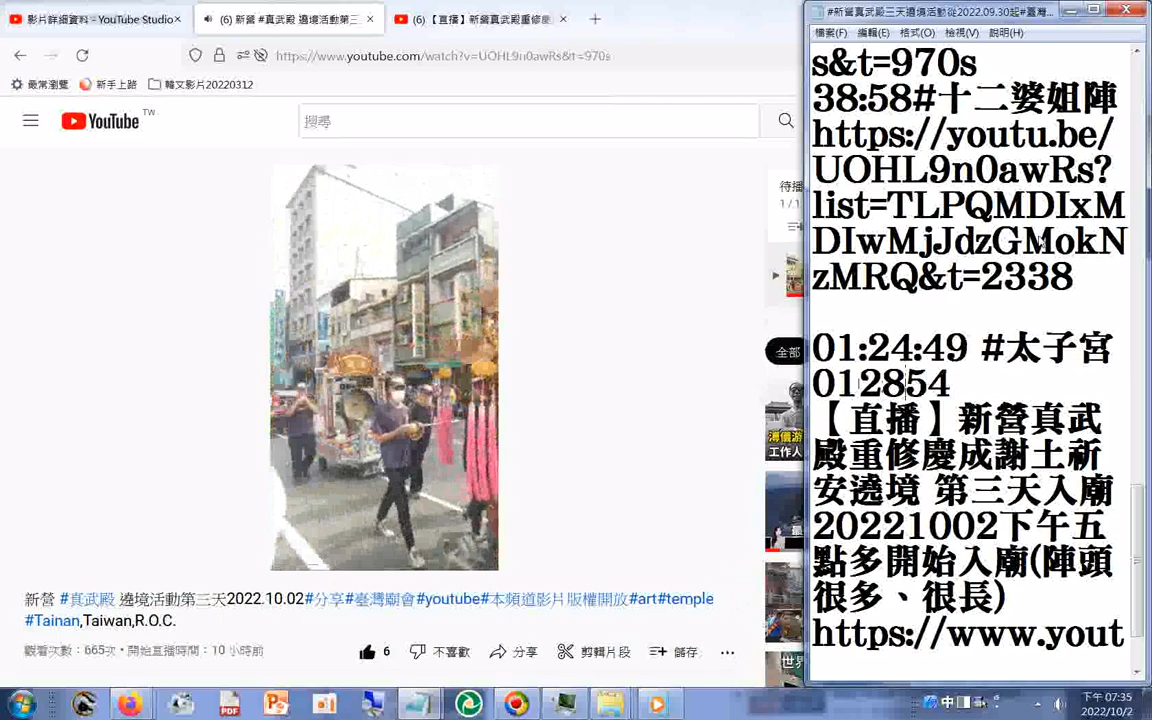 影片詳細資料 - YouTube Studio
(6) 新營 #真武殿 遶境活動第三
(6) 【直播】新營真武殿重修慶
https://www.youtube.com/watch?v=UOHL9n0awRs&t=970s
最常瀏覽 新手上路 韓文影片20220312
YouTube TW
搜尋
待播
1 / 1
全部
新營 #真武殿 遶境活動第三天2022.10.02#分享#臺灣廟會#youtube#本頻道影片版權開放#art#temple
#Tainan,Taiwan,R.O.C.
觀看次數：665次・開始直播時間：10 小時前
6 不喜歡 分享 剪輯片段 儲存
工作人
世界
#新營真武殿三天遶境活動從2022.09.30起#臺灣...
檔案(F) 編輯(E) 格式(O) 檢視(V) 說明(H)
s&t=970s
38:58#十二婆姐陣
https://youtu.be/
UOHL9n0awRs?
list=TLPQMDIxM
DIwMjJdzGMokN
zMRQ&t=2338
01:24:49 #太子宮
012854
【直播】新營真武
殿重修慶成謝土祈
安遶境 第三天入廟
20221002下午五
點多開始入廟(陣頭
很多、很長)
https://www.yout
PDF
中
下午 07:35
2022/10/2